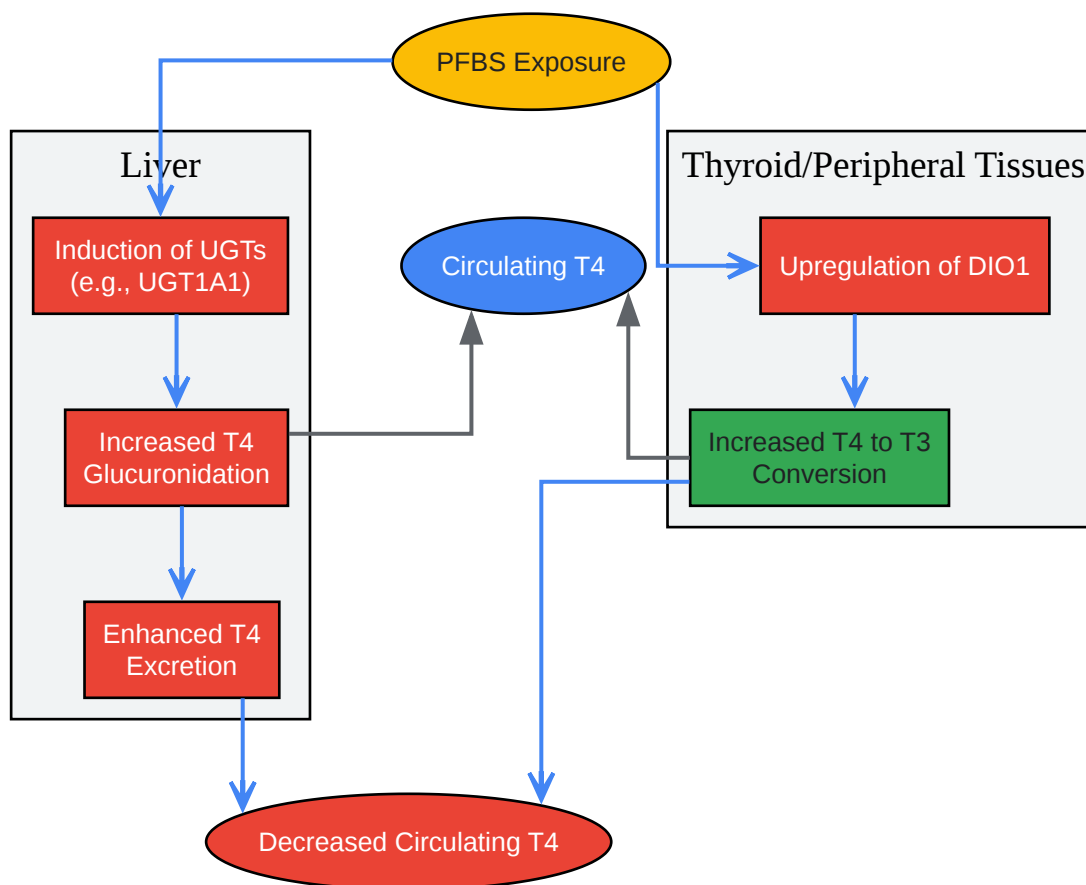 PFBS Exposure
Liver
Thyroid/Peripheral Tissues
Induction of UGTs
(e.g., UGT1A1)
Circulating T4
Upregulation of DIO1
Increased T4
Glucuronidation
Increased T4 to T3
Conversion
Enhanced T4
Excretion
Decreased Circulating T4